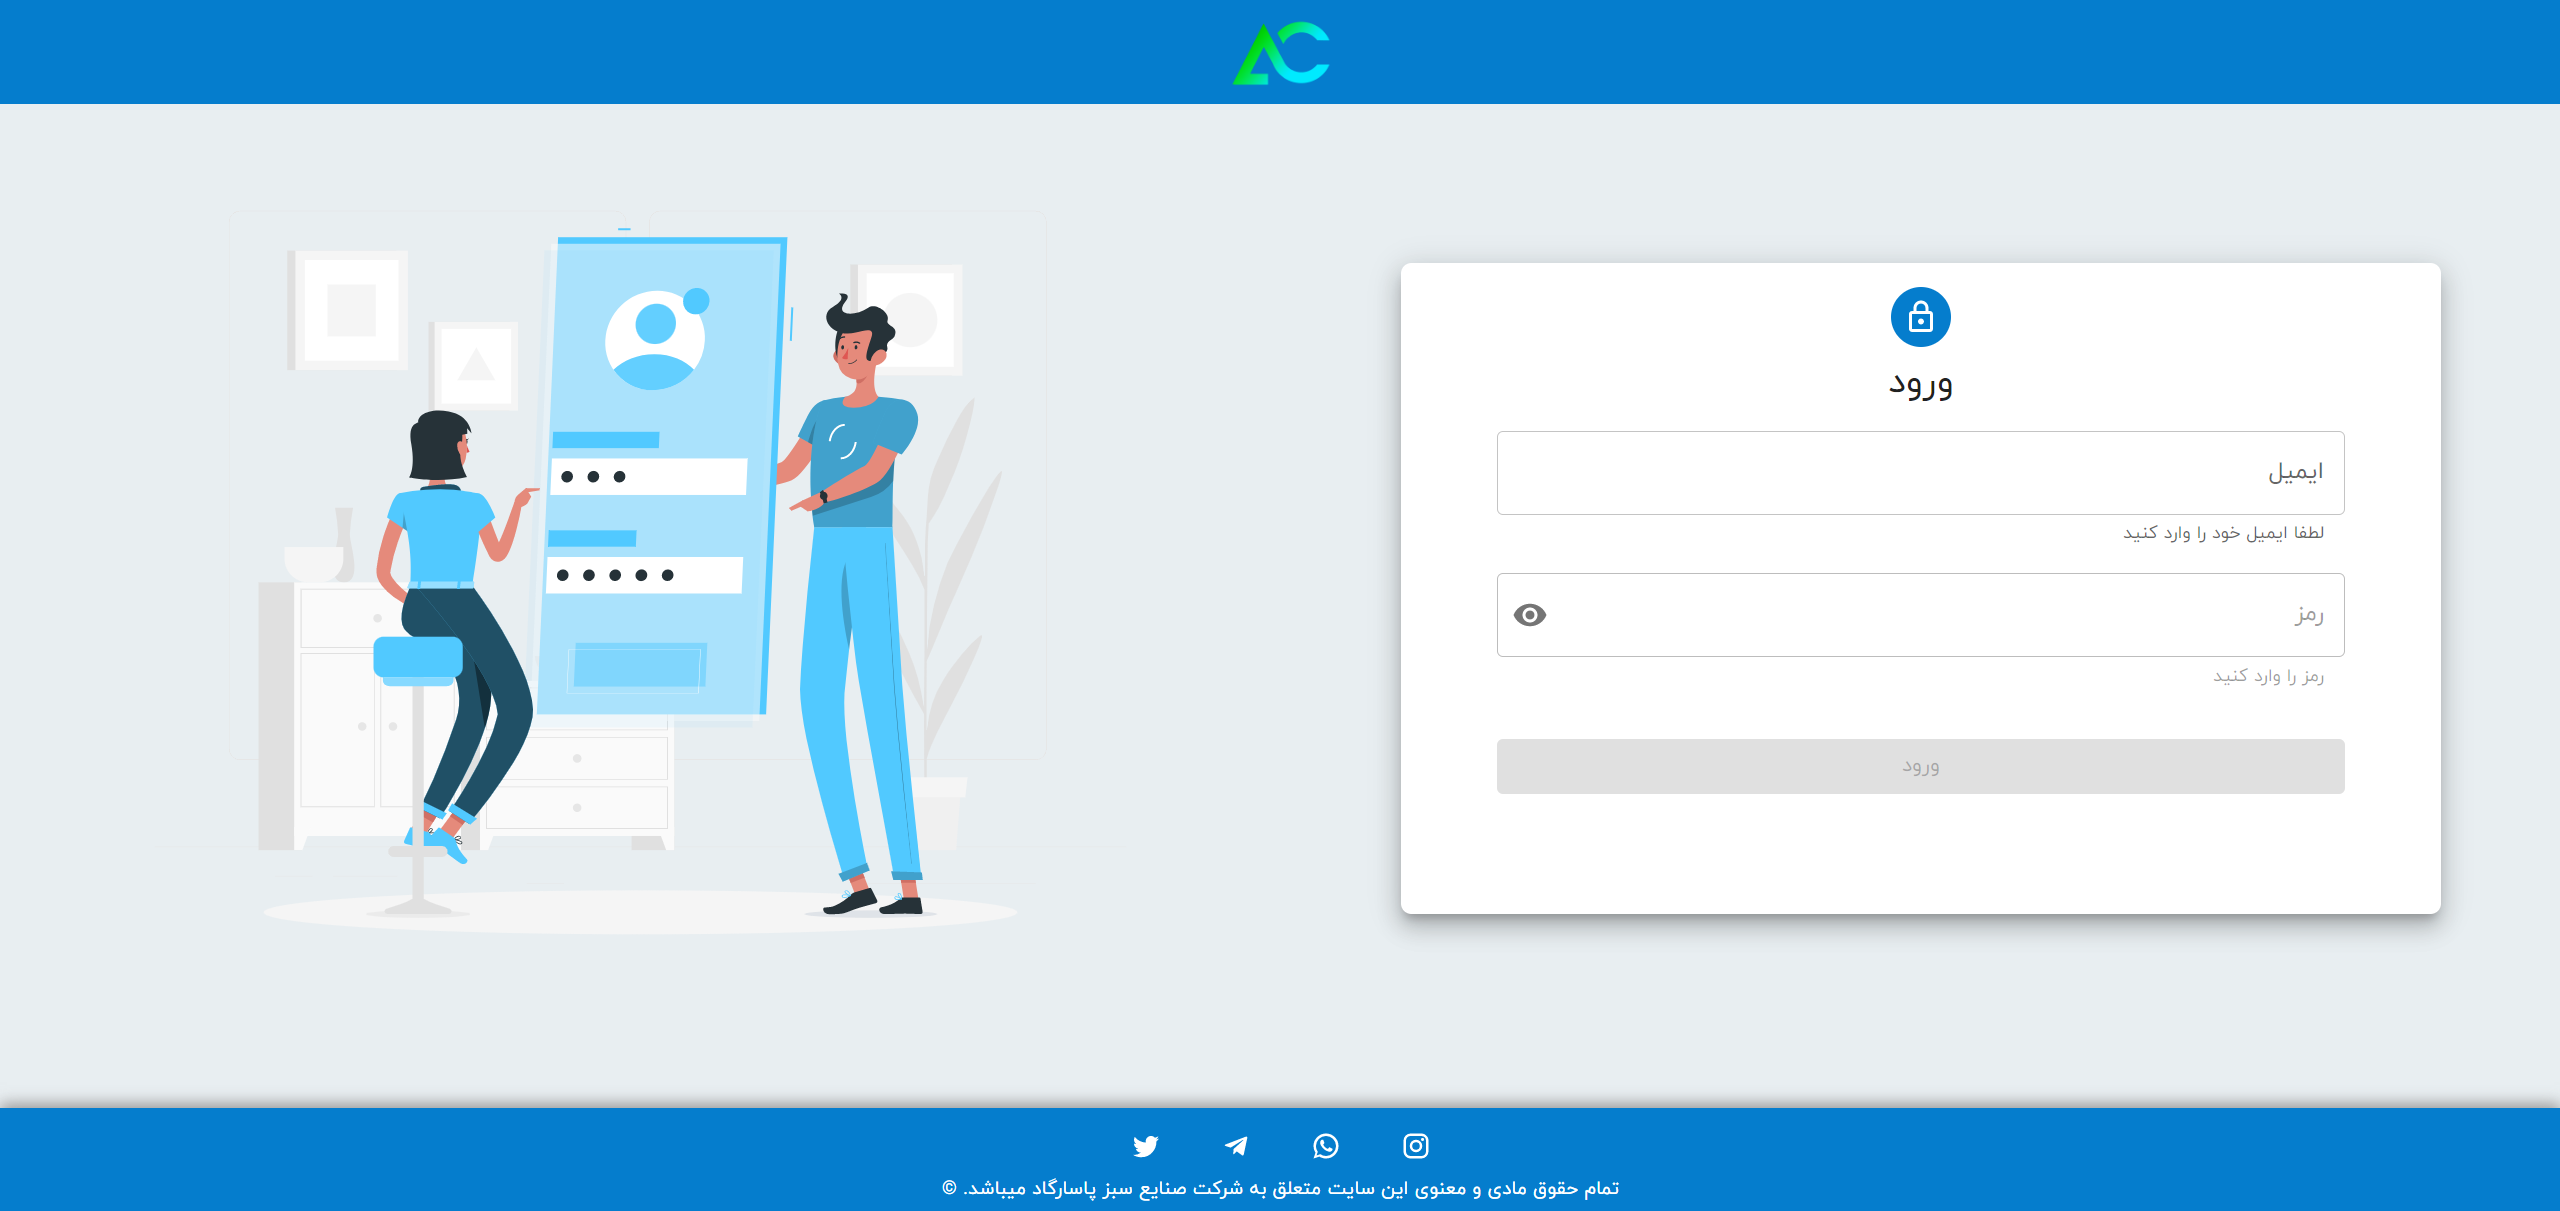 AC
ورود
ایمیل
لطفا ایمیل خود را وارد کنید
رمز
رمز را وارد کنید
ورود
تمام حقوق مادی و معنوی این سایت متعلق به شرکت صنایع سبز پاسارگاد میباشد. ©